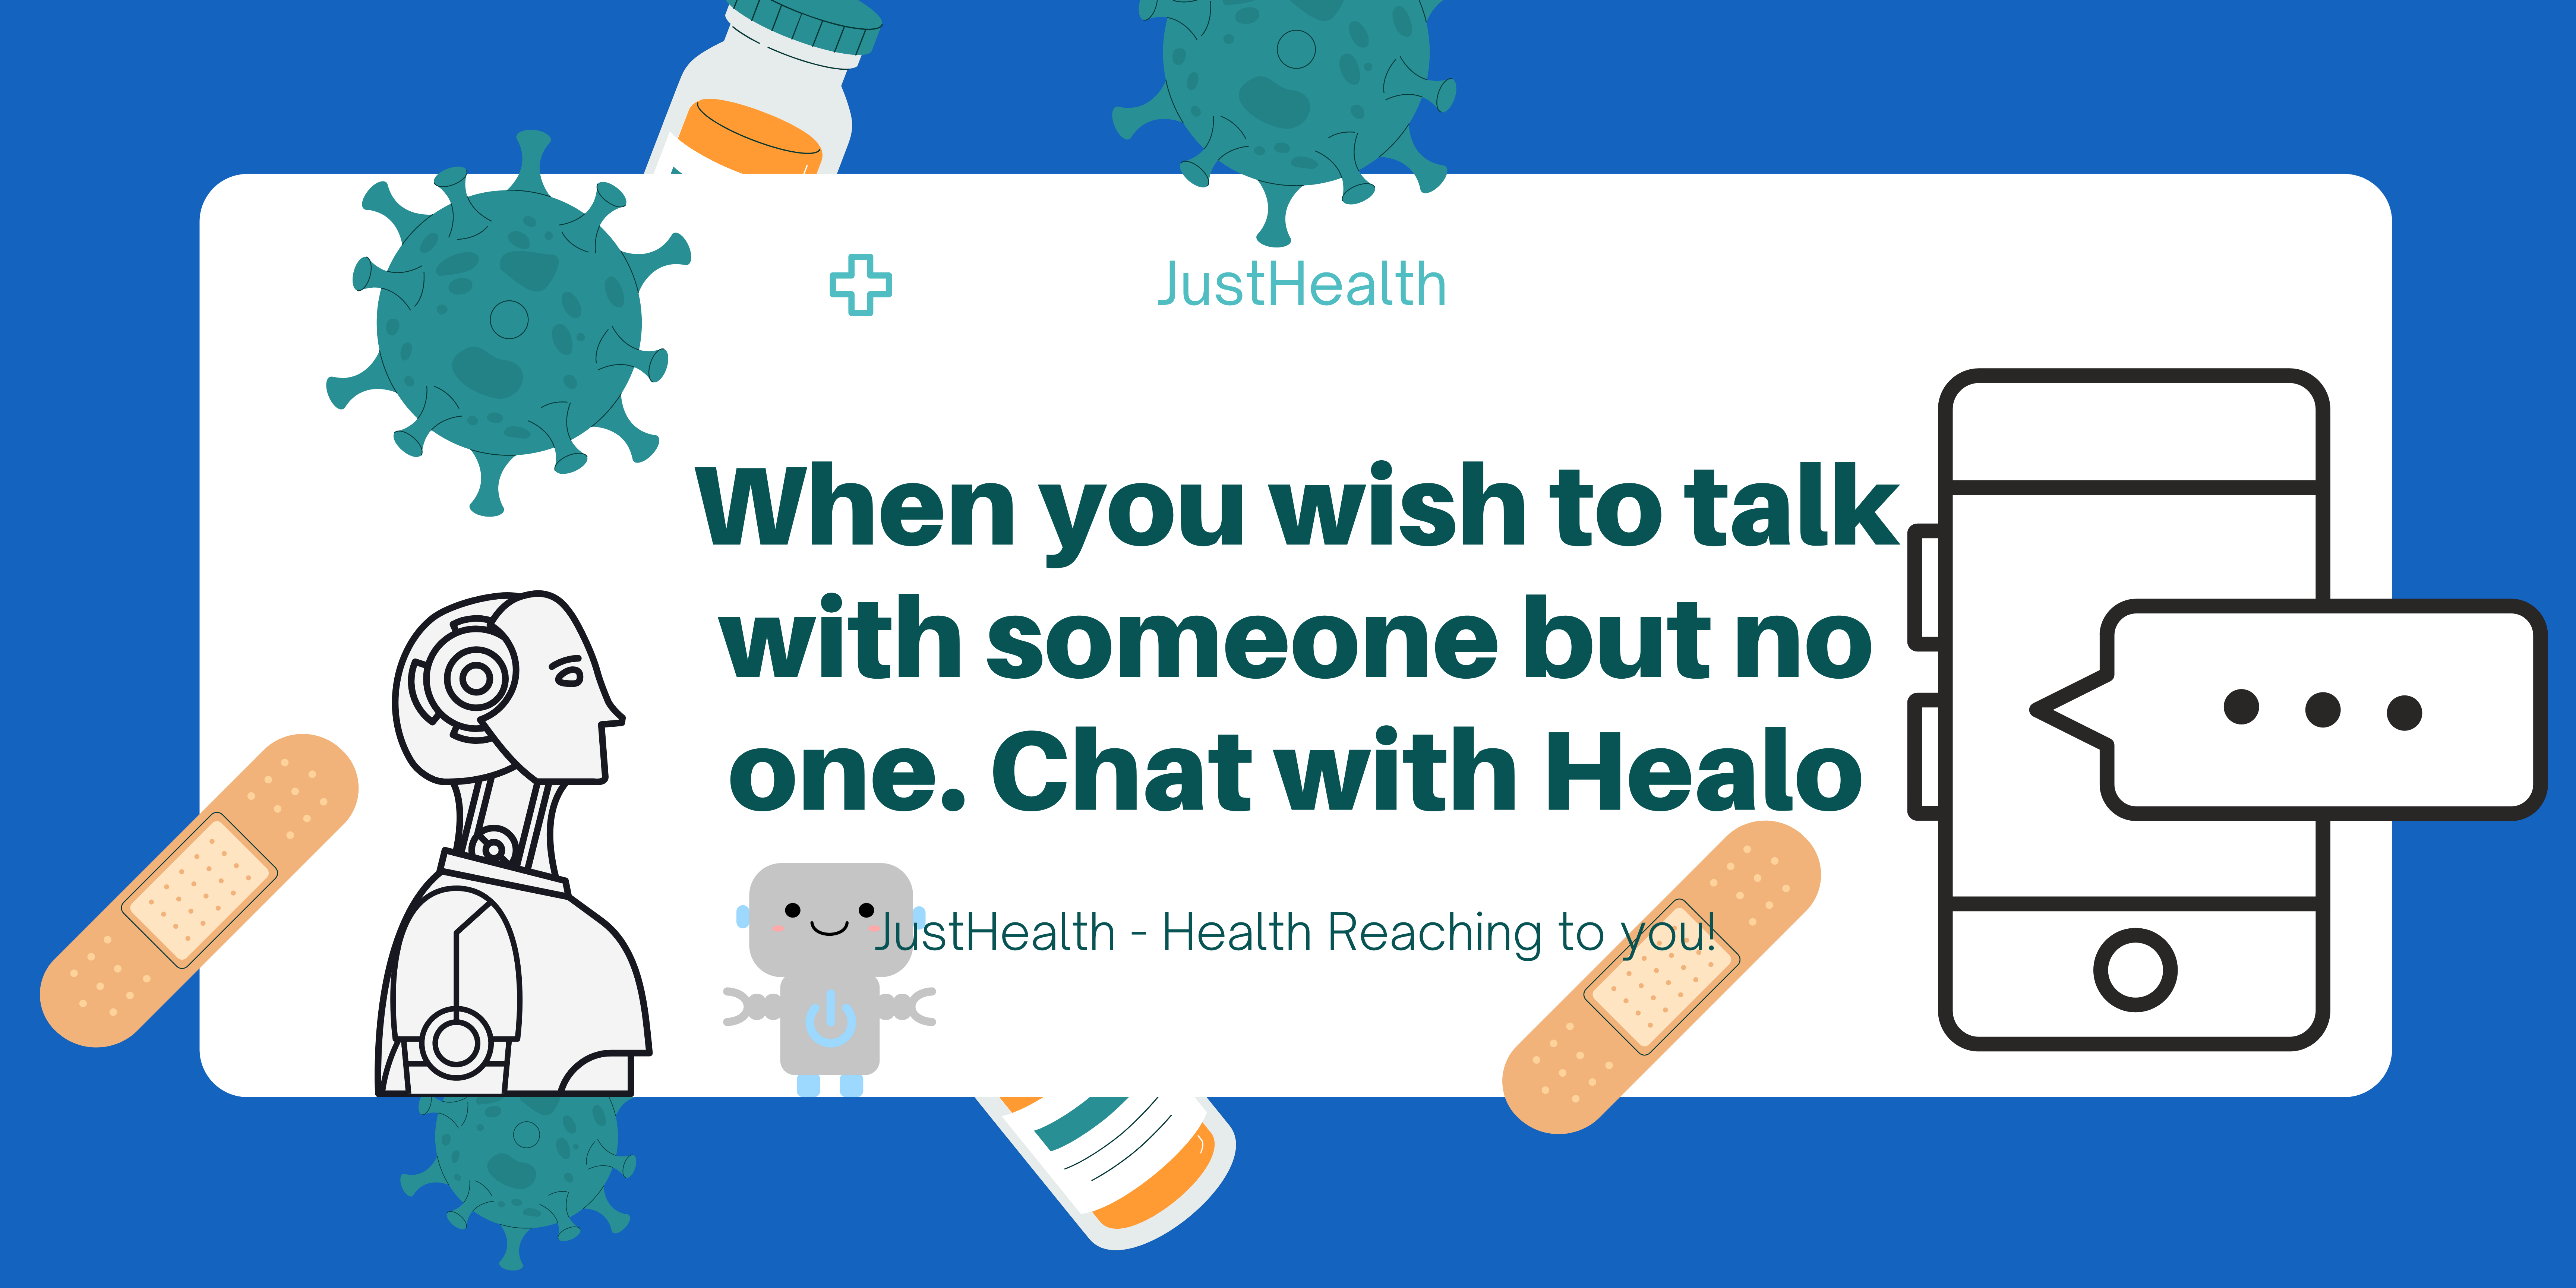 JustHealth
When you wish to talk
with someone but no
one. Chat with Healo
JustHealth - Health Reaching to you!